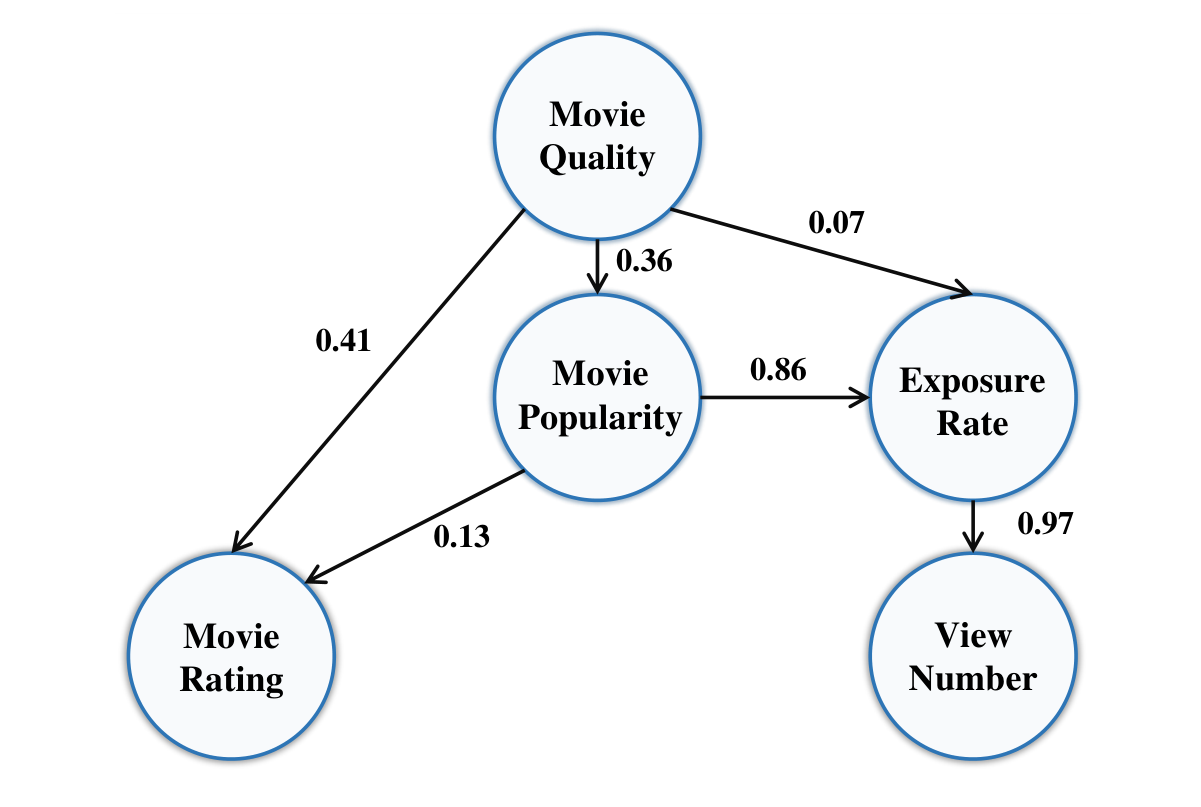 Movie
Quality
0.07
0.36
0.41
Movie
Popularity
0.86
Exposure
Rate
0.13
0.97
Movie
Rating
View
Number